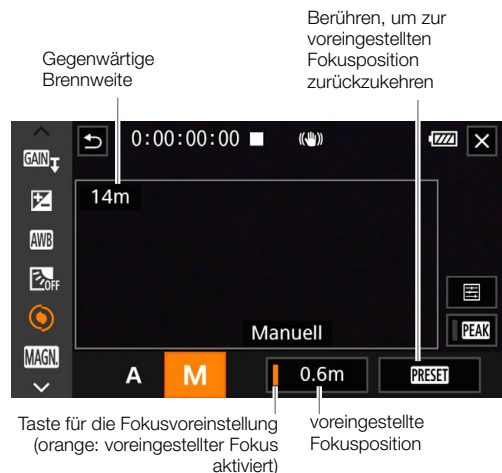 Berühren, um zur
voreingestellten
Fokusposition
zurückzukehren
Gegenwärtige
Brennweite
0:00:00:00
GAIN
14m
AWB
OFF
Manuell
PEAK
MAGN.
A
M
0.6m
PRESET
Taste für die Fokusvoreinstellung
(orange: voreingestellter Fokus
aktiviert)
voreingestellte
Fokusposition